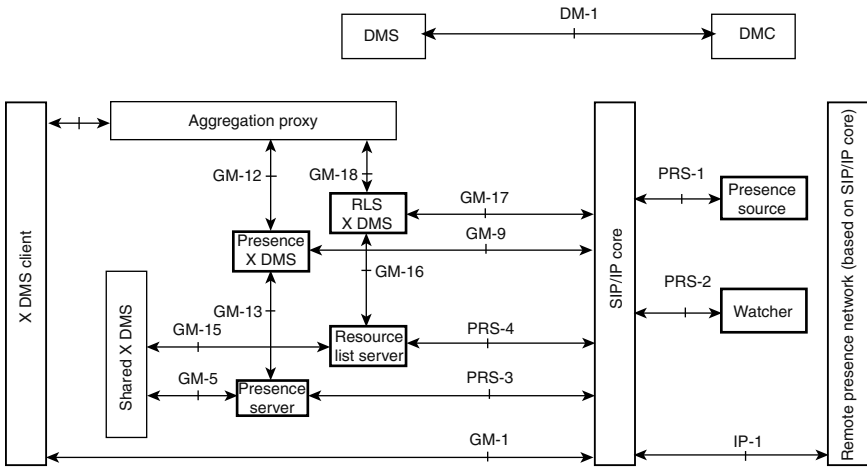 DM-1
DMS
DMC
Aggregation proxy
GM-12
GM-18
PRS-1
RLS
X DMS
GM-17
Presence
source
Presence
X DMS
GM-9
GM-16
PRS-2
GM-13
Watcher
GM-15
Resource
list server
PRS-4
GM-5
Presence
server
PRS-3
GM-1
IP-1
X DMS client
Shared X DMS
SIP/IP core
Remote presence network (based on SIP/IP core)